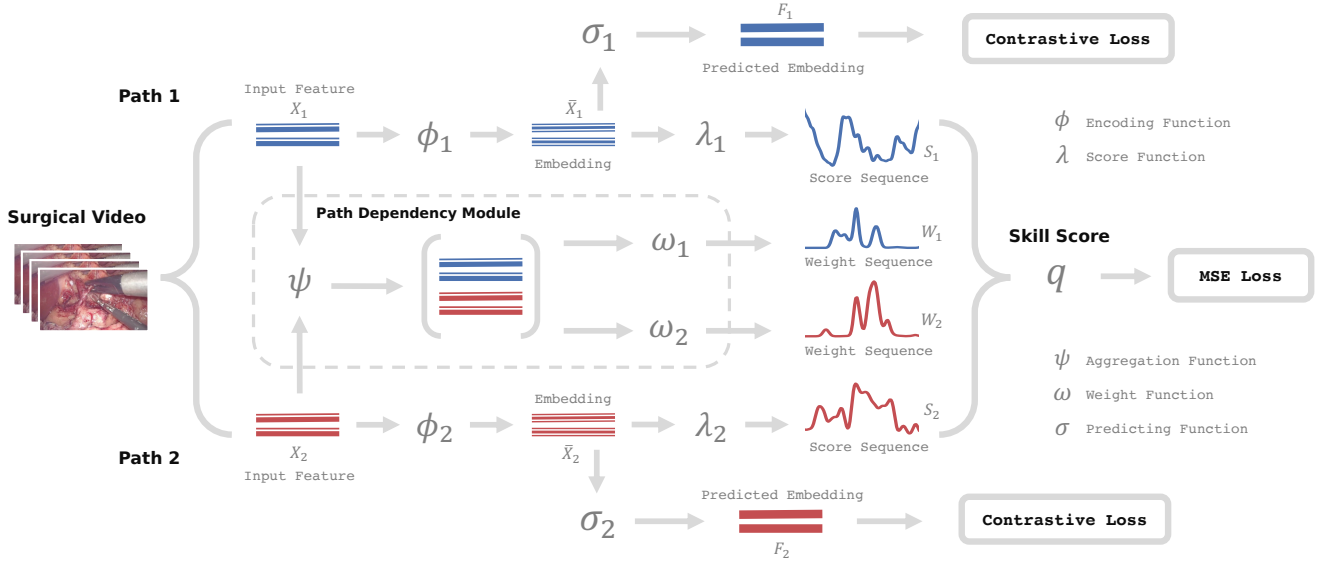 F₁
σ₁
Contrastive Loss
Predicted Embedding
Path 1
Input Feature
X₁
ϕ₁
X̄₁
Embedding
λ₁
S₁
Score Sequence
ϕ Encoding Function
λ Score Function
Surgical Video
Path Dependency Module
ψ
ω₁
W₁
Weight Sequence
ω₂
W₂
Weight Sequence
Skill Score
q
MSE Loss
ψ Aggregation Function
ω Weight Function
σ Predicting Function
Path 2
X₂
Input Feature
ϕ₂
Embedding
X̄₂
λ₂
S₂
Score Sequence
σ₂
Predicted Embedding
F₂
Contrastive Loss